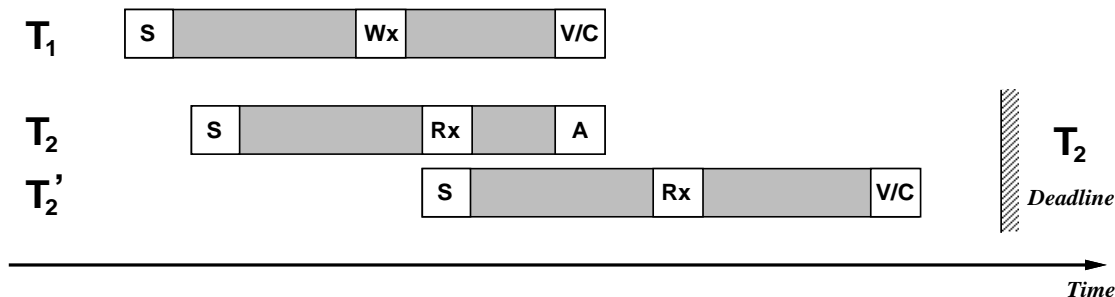 T1 S Wx V/C
T2 S Rx A
T2' S Rx V/C
T2
Deadline
Time